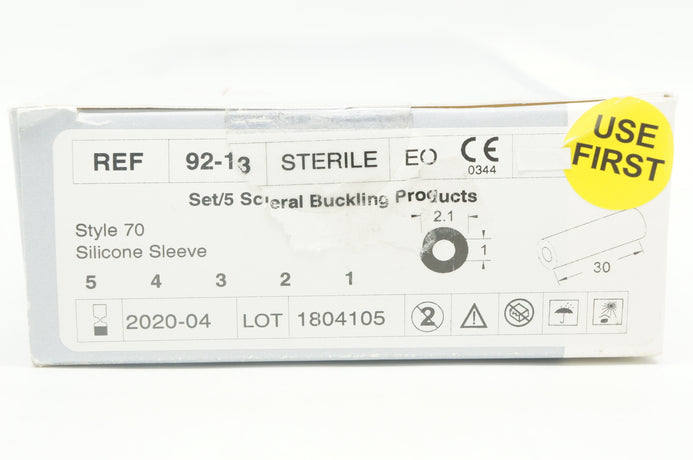 REF 92-13 STERILE EO CE 0344
USE FIRST
Set/5 Scleral Buckling Products
Style 70
Silicone Sleeve
2.1
1
30
5 4 3 2 1
2020-04 LOT 1804105 2